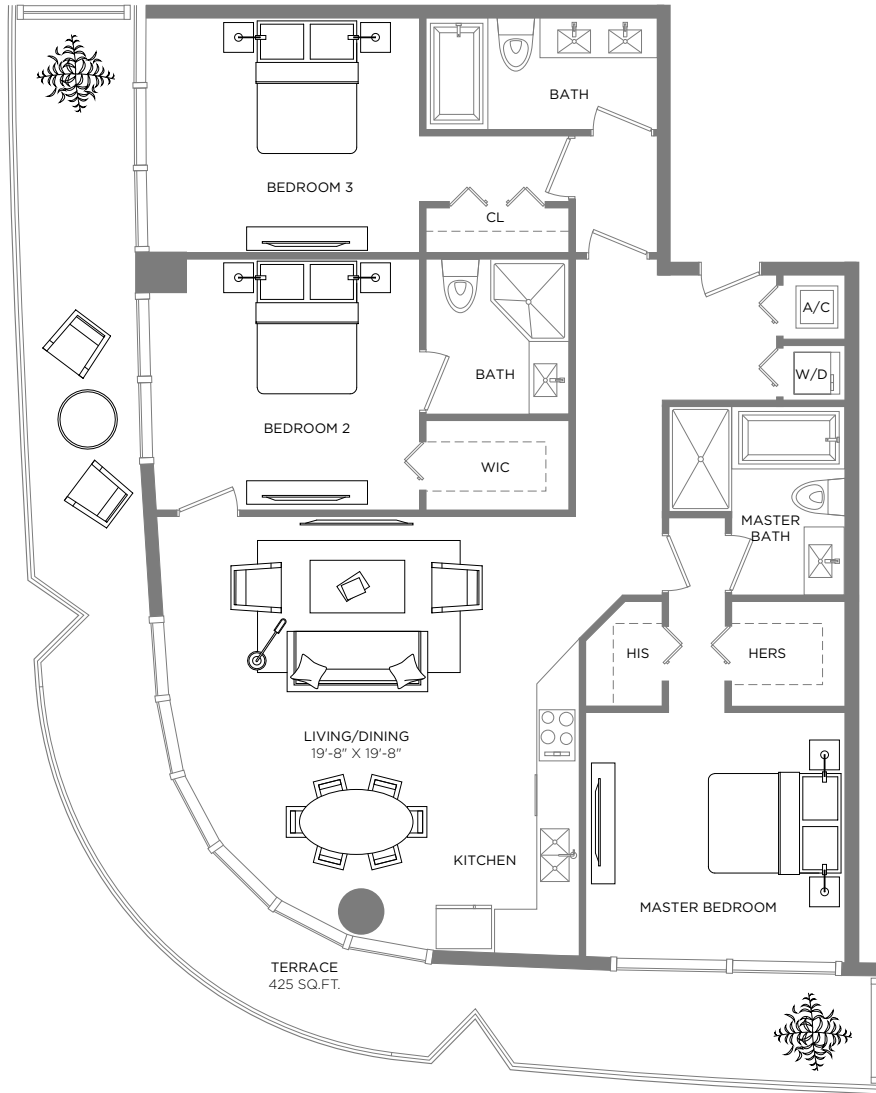 BATH
BEDROOM 3
CL
A/C
BATH
W/D
BEDROOM 2
WIC
MASTER
BATH
HIS
HERS
LIVING/DINING
19'-8" X 19'-8"
KITCHEN
MASTER BEDROOM
TERRACE
425 SQ.FT.